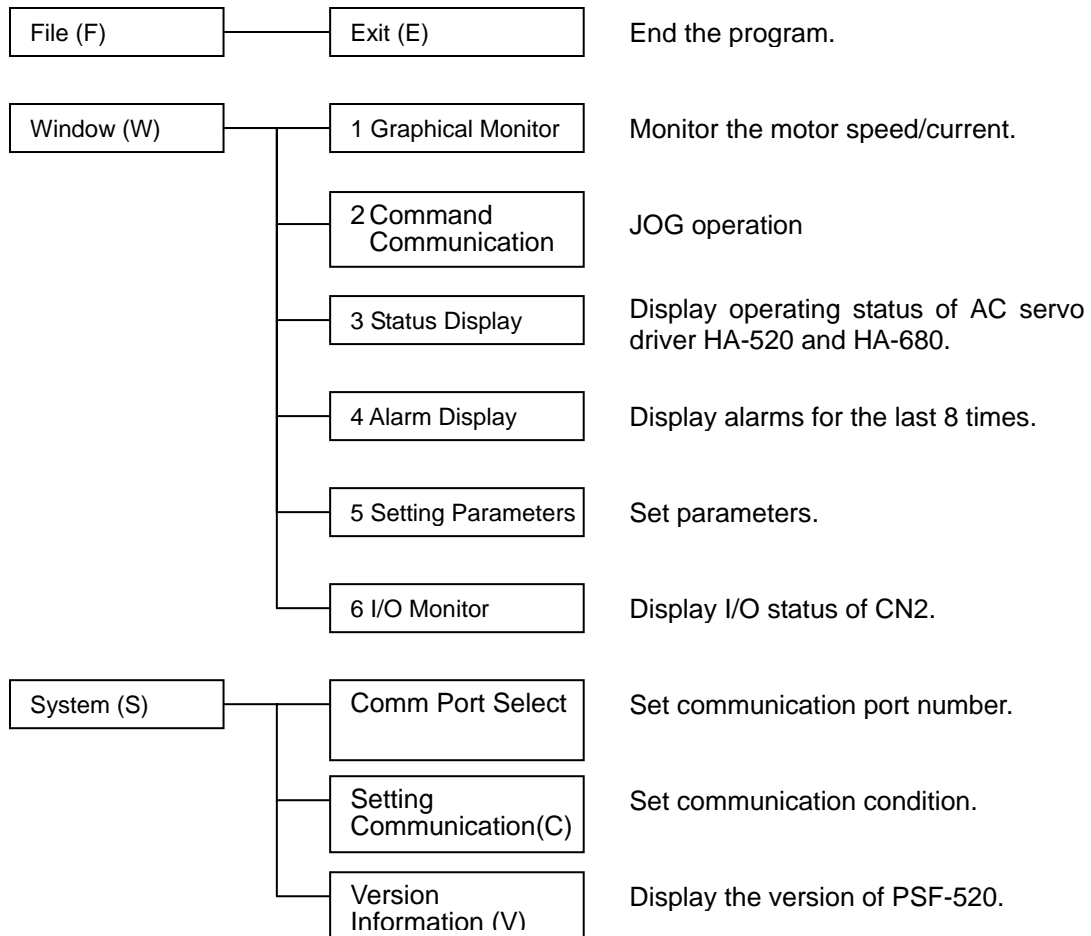 File (F)
Exit (E)
End the program.
Window (W)
1 Graphical Monitor
Monitor the motor speed/current.
2 Command
Communication
JOG operation
3 Status Display
Display operating status of AC servo
driver HA-520 and HA-680.
4 Alarm Display
Display alarms for the last 8 times.
5 Setting Parameters
Set parameters.
6 I/O Monitor
Display I/O status of CN2.
System (S)
Comm Port Select
Set communication port number.
Setting
Communication(C)
Set communication condition.
Version
Information (V)
Display the version of PSF-520.